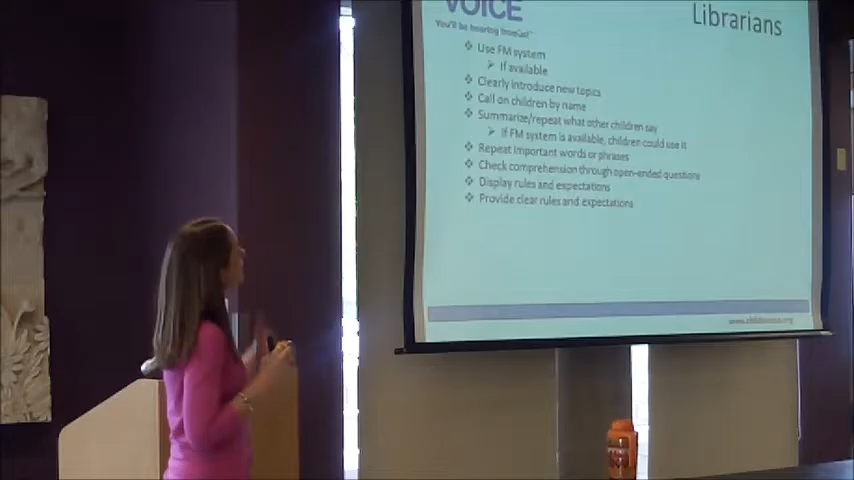 VOICE
You'll be hearing from us!™
Librarians
❖ Use FM system
➢ If available
❖ Clearly introduce new topics
❖ Call on children by name
❖ Summarize/repeat what other children say
➢ If FM system is available, children could use it
❖ Repeat important words or phrases
❖ Check comprehension through open-ended questions
❖ Display rules and expectations
❖ Provide clear rules and expectations